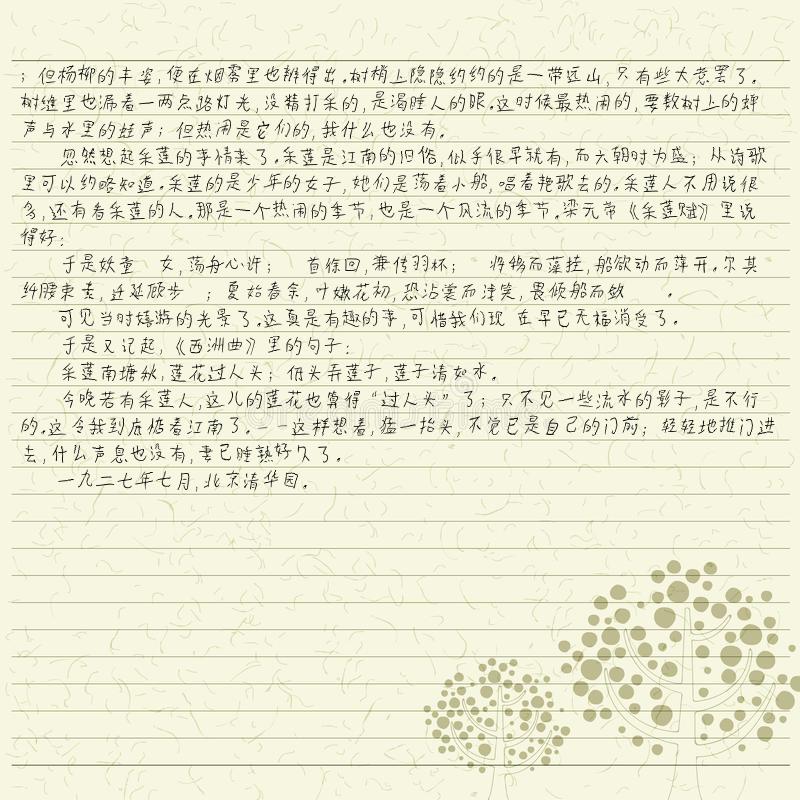 ；但杨柳的丰姿，便在烟雾里也辨得出。树梢上隐隐约约的是一带远山，只有些大意罢了。
树缝里也漏着一两点路灯光，没精打采的，是渴睡人的眼。这时候最热闹的，要数树上的蝉
声与水里的蛙声；但热闹是它们的，我什么也没有。
忽然想起采莲的事情来了。采莲是江南的旧俗，似乎很早就有，而六朝时为盛；从诗歌
里可以约略知道。采莲的是少年的女子，她们是荡着小船，唱着艳歌去的。采莲人不用说很
多，还有看采莲的人。那是一个热闹的季节，也是一个风流的季节。梁元帝《采莲赋》里说
得好：
于是妖童 女，荡舟心许； 首徐回，兼传羽杯； 将移而藻挂，船欲动而萍开。尔其
纤腰束素，迁延顾步 ；夏始春余，叶嫩花初，恐沾裳而浅笑，畏倾船而敛 。
可见当时嬉游的光景了。这真是有趣的事，可惜我们现 在早已无福消受了。
于是又记起，《西洲曲》里的句子：
采莲南塘秋，莲花过人头；低头弄莲子，莲子清如水。
今晚若有采莲人，这儿的莲花也算得“过人头”了；只不见一些流水的影子，是不行
的。这令我到底惦着江南了。——这样想着，猛一抬头，不觉已是自己的门前；轻轻地推门进
去，什么声息也没有，妻已睡熟好久了。
一九二七年七月，北京清华园。